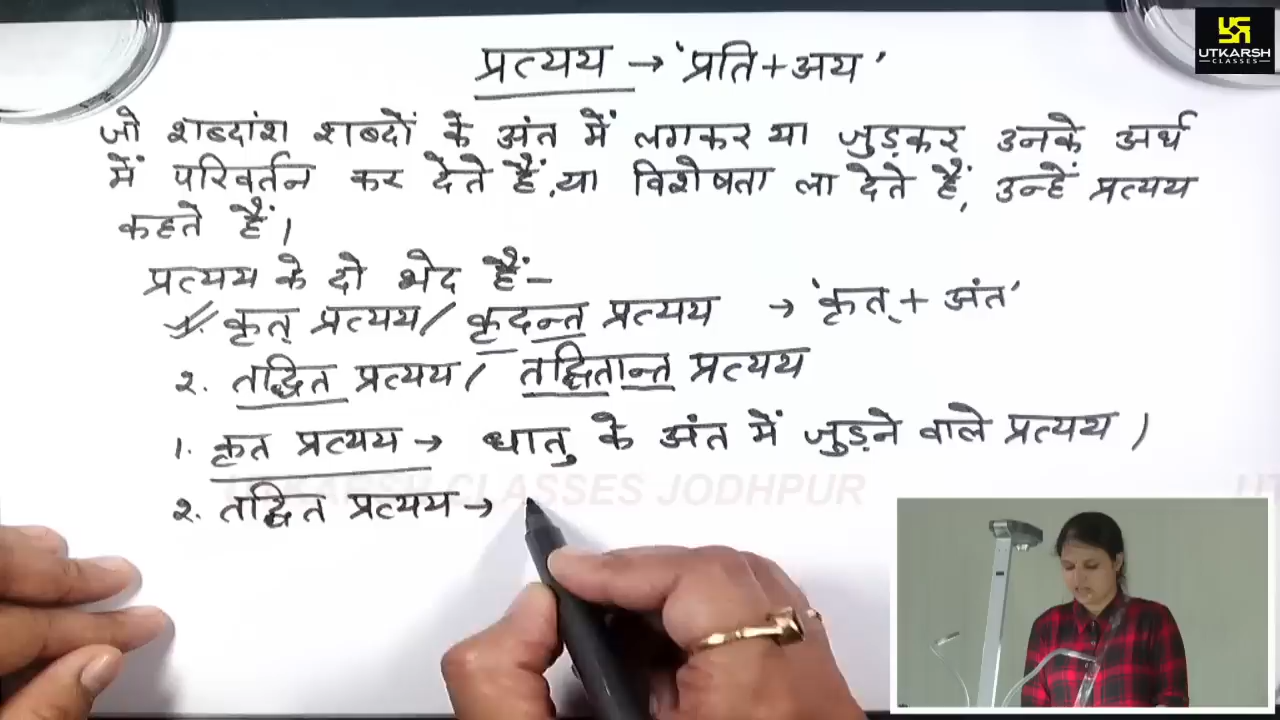 UTKARSH
CLASSES
प्रत्यय → 'प्रति+अय'
जो शब्दांश शब्दों के अंत में लगकर या जुड़कर उनके अर्थ
में परिवर्तन कर देते हैं, या विशेषता ला देते हैं, उन्हें प्रत्यय
कहते हैं।
प्रत्यय के दो भेद हैं–
1. कृत् प्रत्यय/ कृदन्त प्रत्यय → 'कृत् + अंत'
२. तद्धित प्रत्यय/ तद्धितान्त प्रत्यय
1. कृत प्रत्यय → धातु के अंत में जुड़ने वाले प्रत्यय।
UTKARSH CLASSES JODHPUR
२. तद्धित प्रत्यय →